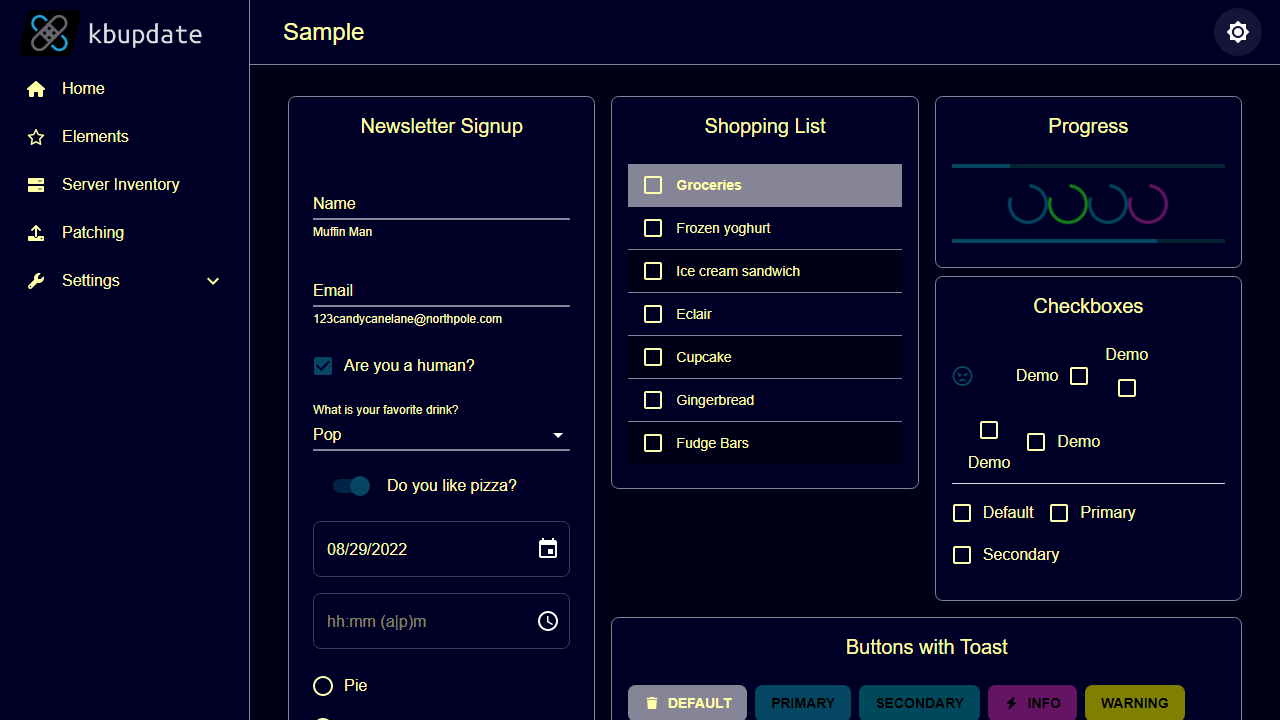 kbupdate
Home
Elements
Server Inventory
Patching
Settings
Sample
Newsletter Signup
Name
Muffin Man
Email
123candycanelane@northpole.com
Are you a human?
What is your favorite drink?
Pop
Do you like pizza?
08/29/2022
hh:mm (a|p)m
Pie
Shopping List
Groceries
Frozen yoghurt
Ice cream sandwich
Eclair
Cupcake
Gingerbread
Fudge Bars
Progress
Checkboxes
Demo
Demo
Demo
Demo
Default Primary
Secondary
Buttons with Toast
DEFAULT PRIMARY SECONDARY INFO WARNING